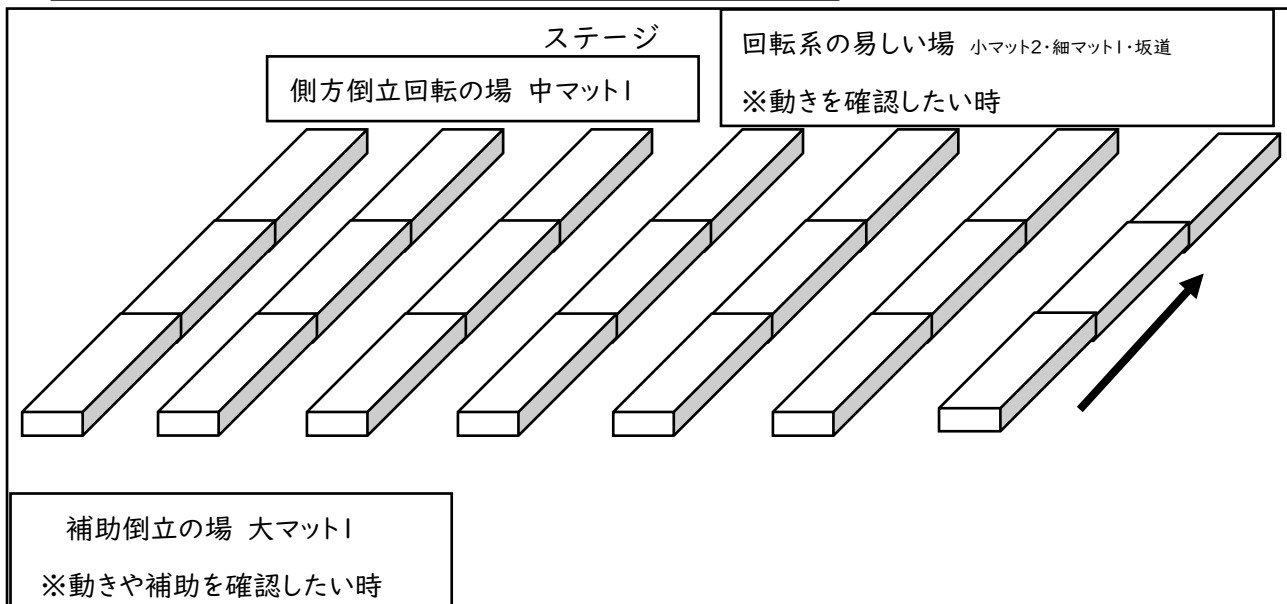 ステージ
側方倒立回転の場 中マット1
回転系の易しい場 小マット2・細マット1・坂道
※動きを確認したい時
補助倒立の場 大マット1
※動きや補助を確認したい時